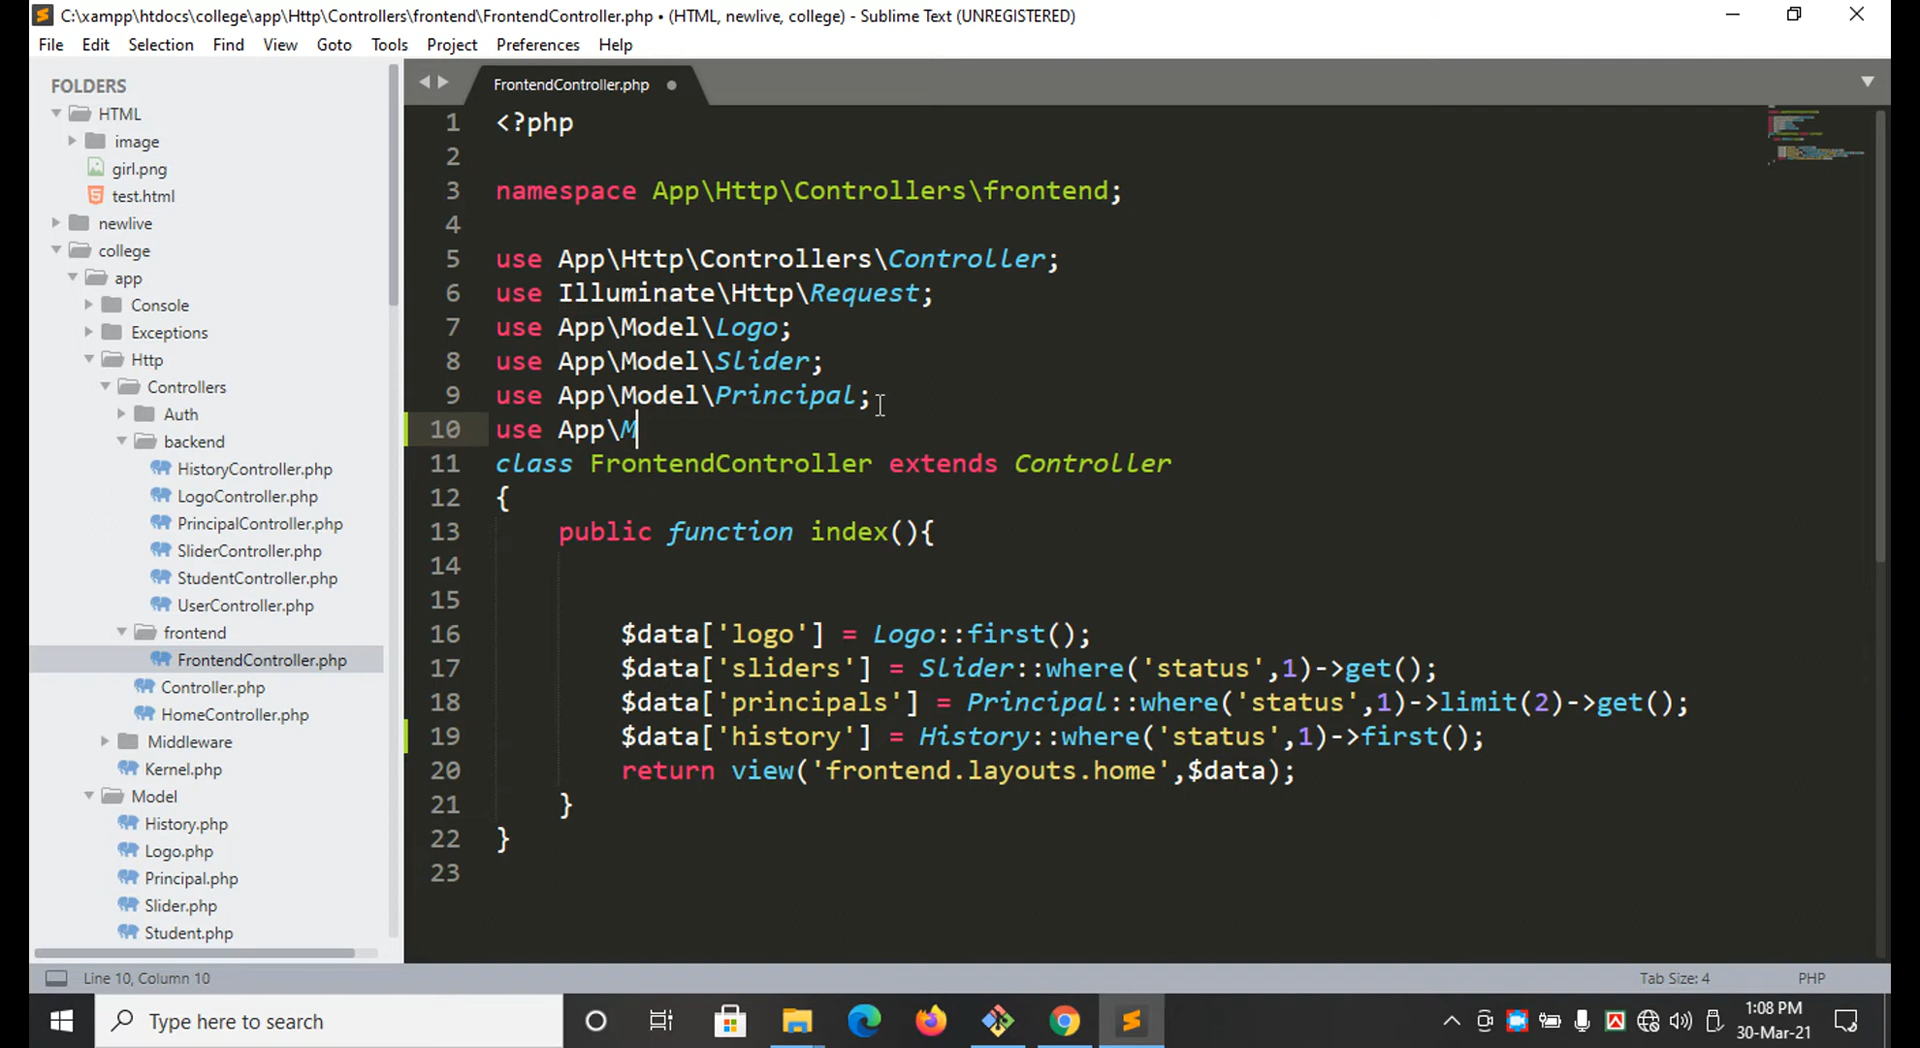 C:\xampp\htdocs\college\app\Http\Controllers\frontend\FrontendController.php • (HTML, newlive, college) - Sublime Text (UNREGISTERED)
File Edit Selection Find View Goto Tools Project Preferences Help
FOLDERS
HTML
image
girl.png
test.html
newlive
college
app
Console
Exceptions
Http
Controllers
Auth
backend
HistoryController.php
LogoController.php
PrincipalController.php
SliderController.php
StudentController.php
UserController.php
frontend
FrontendController.php
Controller.php
HomeController.php
Middleware
Kernel.php
Model
History.php
Logo.php
Principal.php
Slider.php
Student.php
FrontendController.php
1 <?php
2
3 namespace App\Http\Controllers\frontend;
4
5 use App\Http\Controllers\Controller;
6 use Illuminate\Http\Request;
7 use App\Model\Logo;
8 use App\Model\Slider;
9 use App\Model\Principal;
10 use App\M
11 class FrontendController extends Controller
12 {
13 public function index(){
14
15
16 $data['logo'] = Logo::first();
17 $data['sliders'] = Slider::where('status',1)->get();
18 $data['principals'] = Principal::where('status',1)->limit(2)->get();
19 $data['history'] = History::where('status',1)->first();
20 return view('frontend.layouts.home',$data);
21 }
22 }
23
Line 10, Column 10
Tab Size: 4
PHP
Type here to search
1:08 PM
30-Mar-21